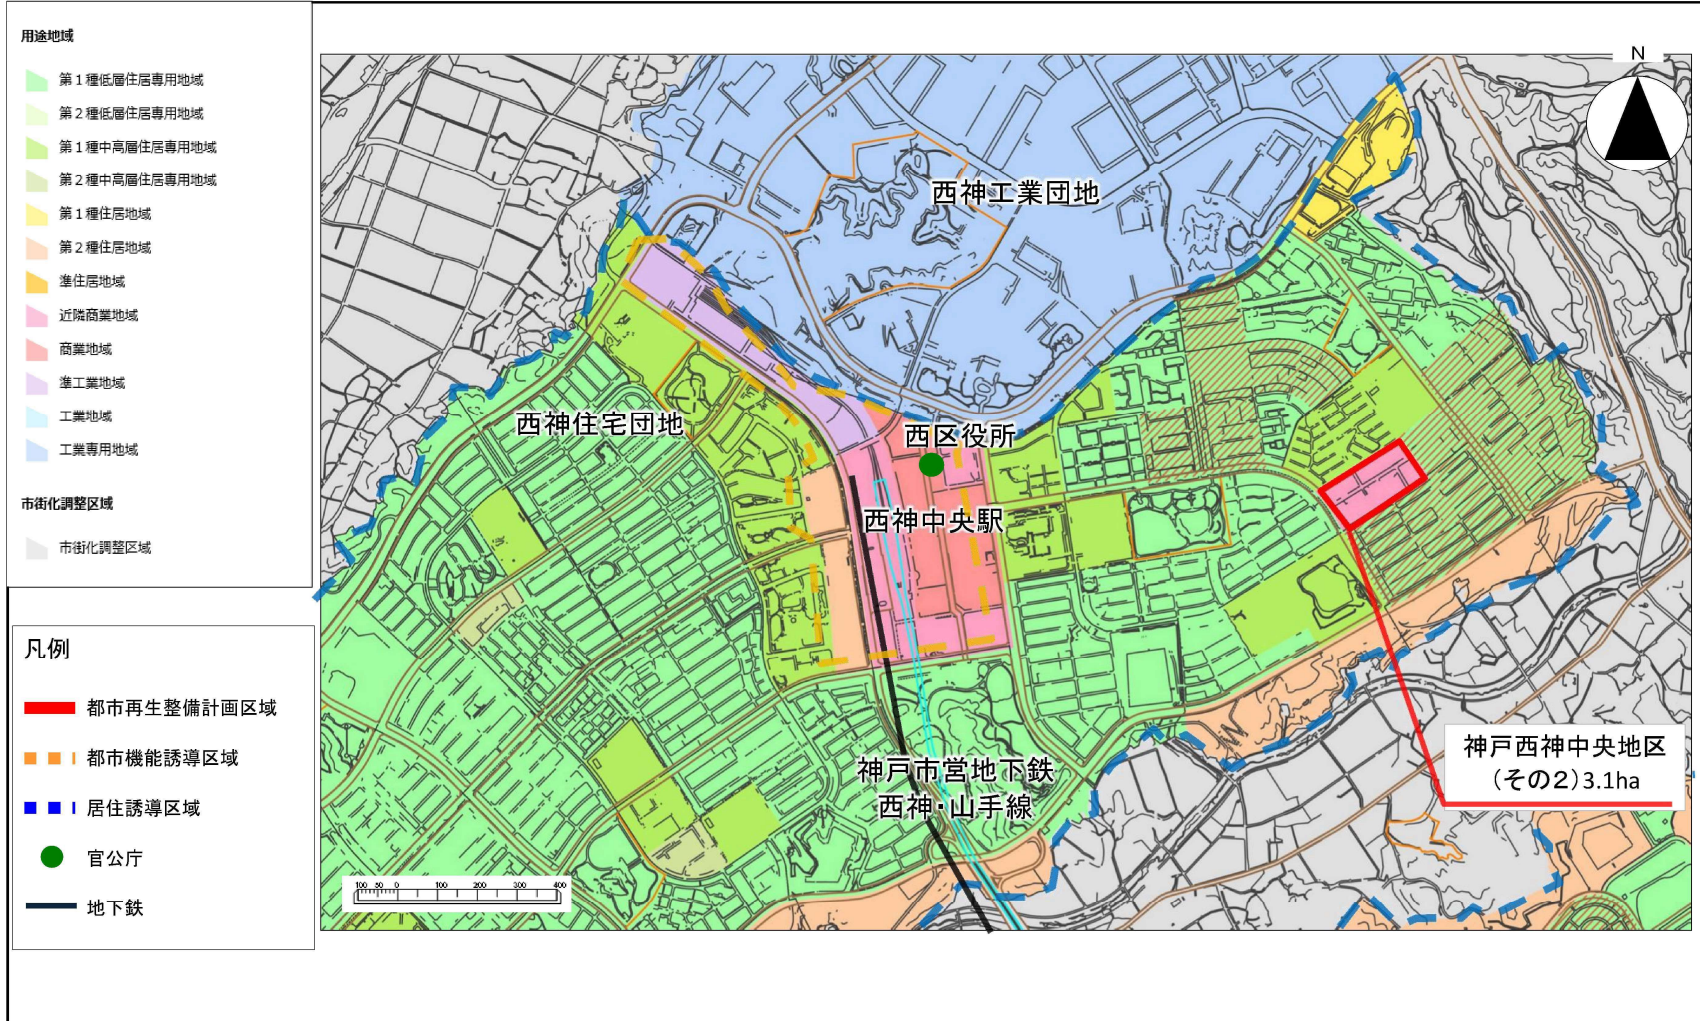 用途地域
第1種低層住居専用地域
第2種低層住居専用地域
第1種中高層住居専用地域
第2種中高層住居専用地域
第1種住居地域
第2種住居地域
準住居地域
近隣商業地域
商業地域
準工業地域
工業地域
工業専用地域
市街化調整区域
市街化調整区域
凡例
都市再生整備計画区域
都市機能誘導区域
居住誘導区域
官公庁
地下鉄
N
西神工業団地
西神住宅団地
西区役所
西神中央駅
神戸市営地下鉄
西神・山手線
神戸西神中央地区
(その2)3.1ha
100 50 0 100 200 300 400